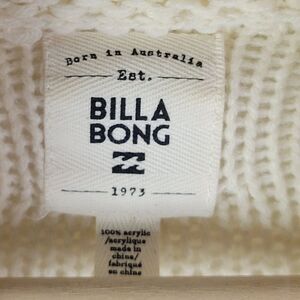 Born in Australia
Est.
BILLA
BONG
1973
100% acrylic
/acrylique
made in
china/
fabriqué
en chine